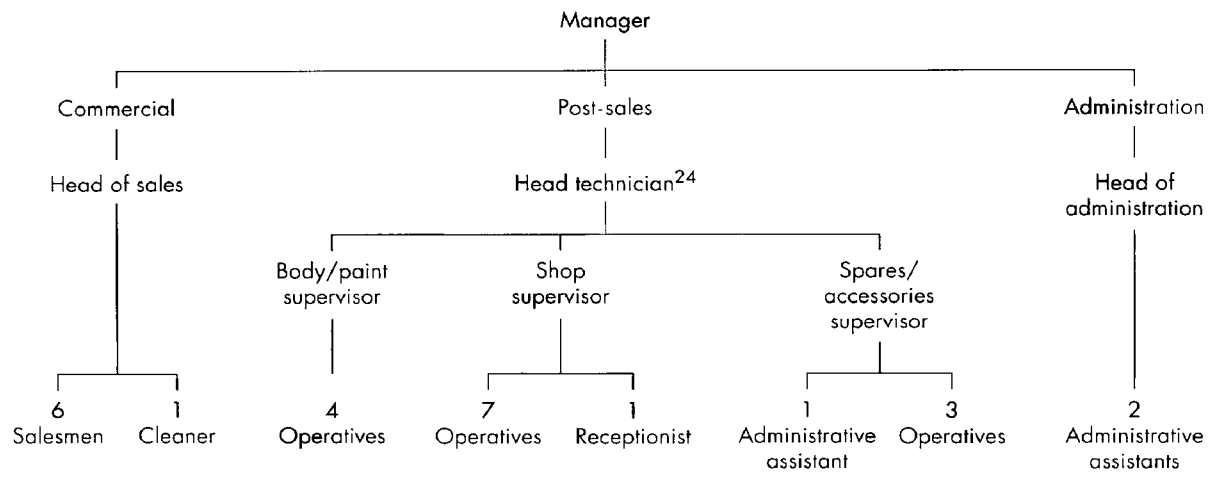 Manager
Commercial
Post-sales
Administration
Head of sales
Head technician24
Head of
administration
Body/paint
supervisor
Shop
supervisor
Spares/
accessories
supervisor
6
Salesmen
1
Cleaner
4
Operatives
7
Operatives
1
Receptionist
1
Administrative
assistant
3
Operatives
2
Administrative
assistants